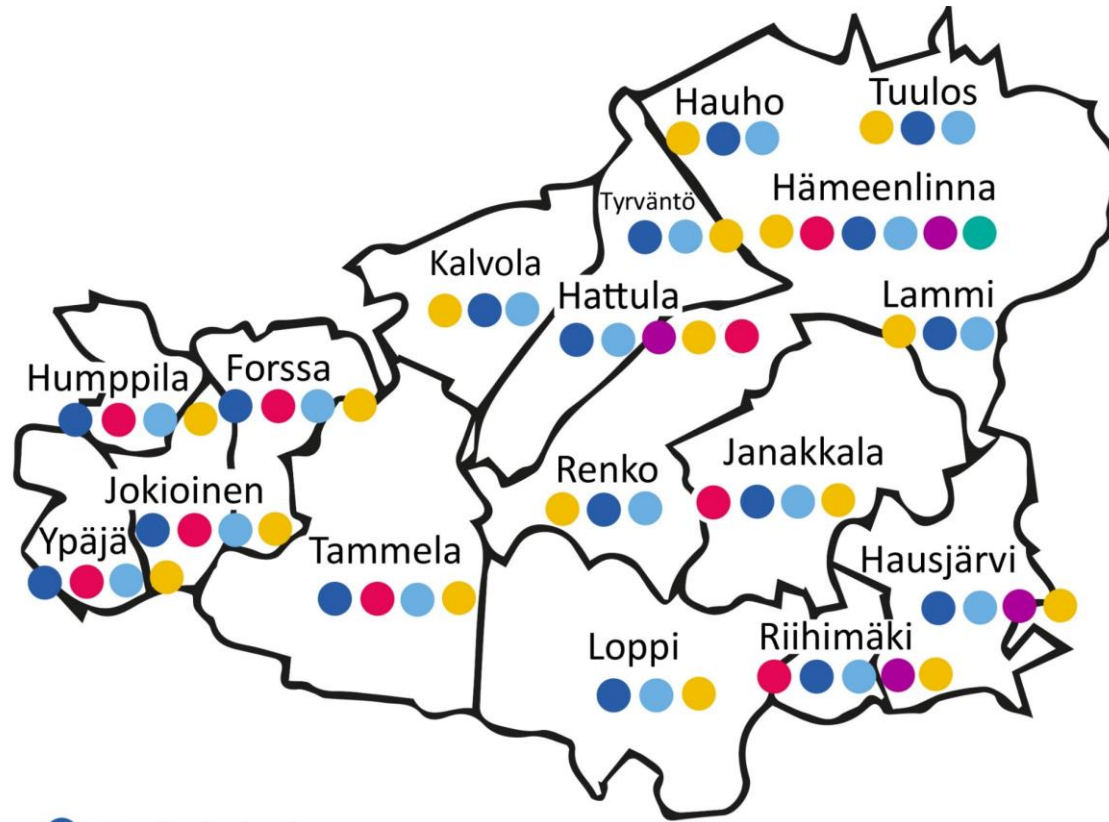 Hauho
Tuulos
Tyrväntö
Hämeenlinna
Kalvola
Hattula
Lammi
Humppila
Forssa
Renko
Janakkala
Jokioinen
Ypäjä
Tammela
Hausjärvi
Loppi
Riihimäki